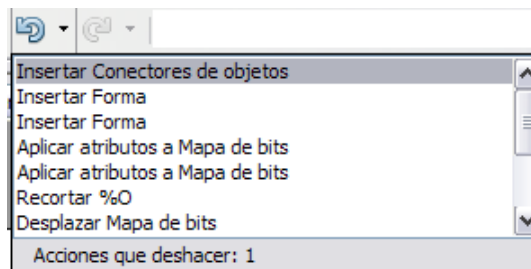 Insertar Conectores de objetos
Insertar Forma
Insertar Forma
Aplicar atributos a Mapa de bits
Aplicar atributos a Mapa de bits
Recortar %O
Desplazar Mapa de bits
Acciones que deshacer: 1